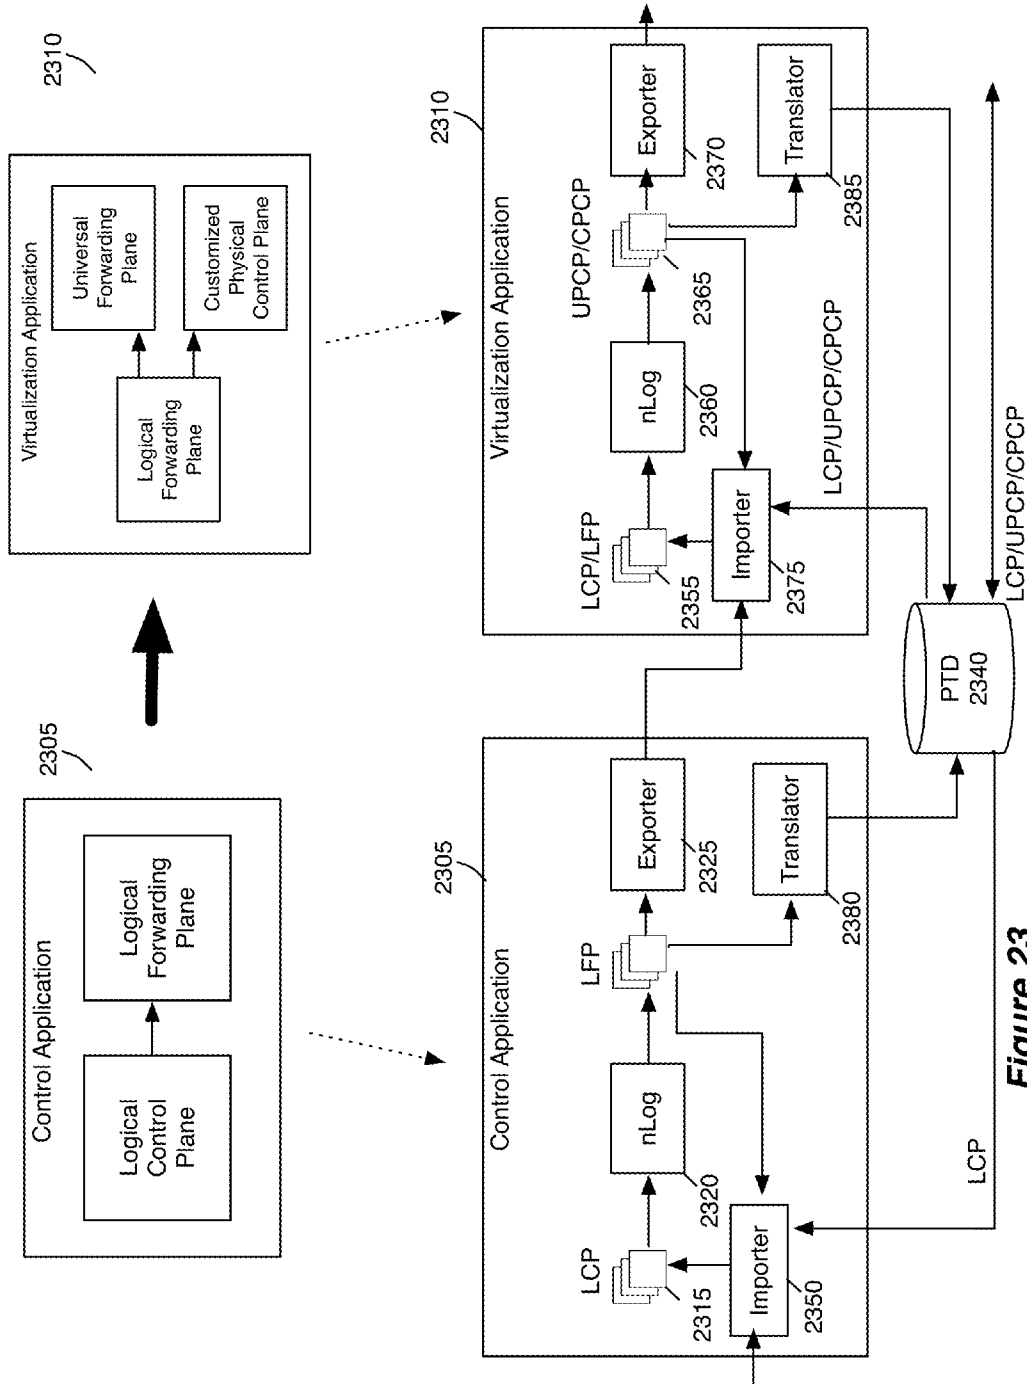 2305
2310
Control Application
Logical
Control
Plane
Logical
Forwarding
Plane
Virtualization Application
Logical
Forwarding
Plane
Universal
Forwarding
Plane
Customized
Physical
Control Plane
2305
Control Application
LCP
2315
nLog
2320
LFP
Exporter
2325
Importer
2350
Translator
2380
2310
Virtualization Application
LCP/LFP
2355
nLog
2360
UPCP/CPCP
2365
Exporter
2370
Importer
2375
Translator
2385
LCP/UPCP/CPCP
LCP
PTD
2340
LCP/UPCP/CPCP
Figure 23